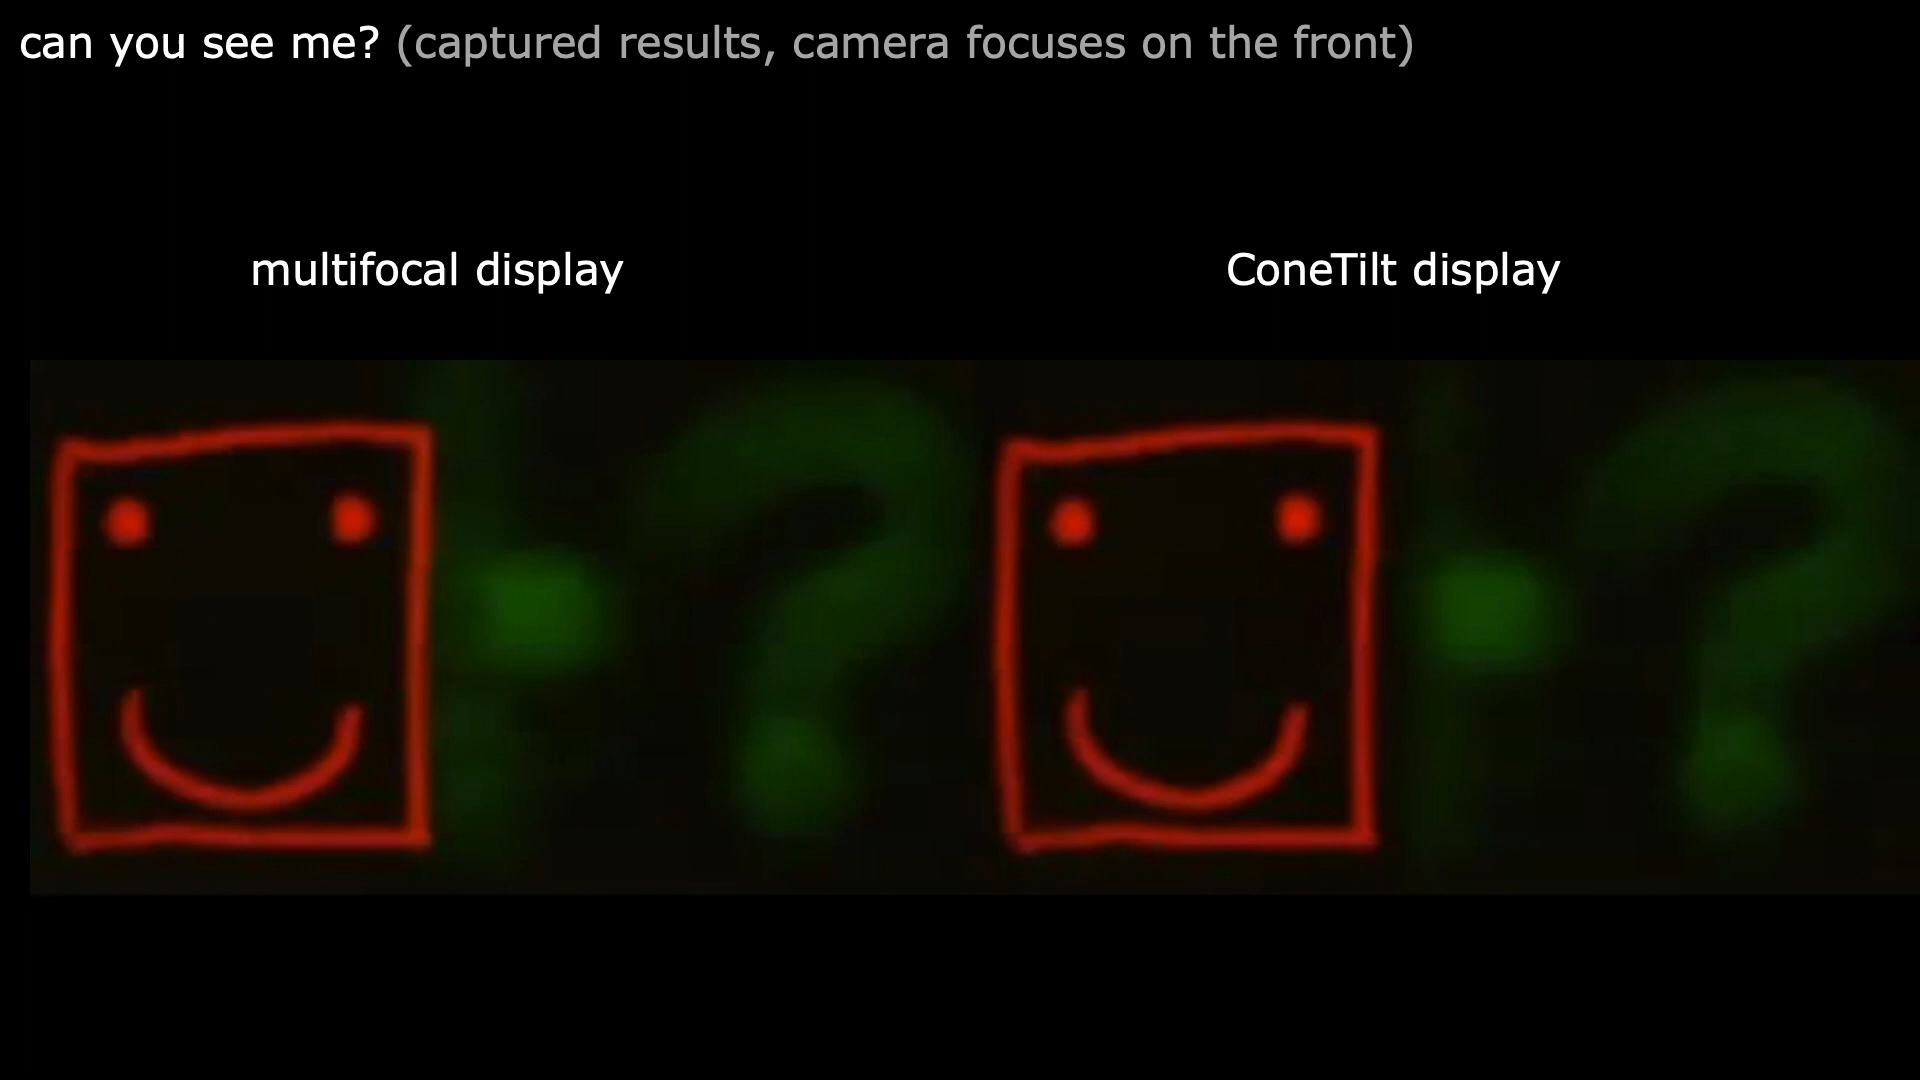 can you see me? (captured results, camera focuses on the front)
multifocal display
ConeTilt display
?
?